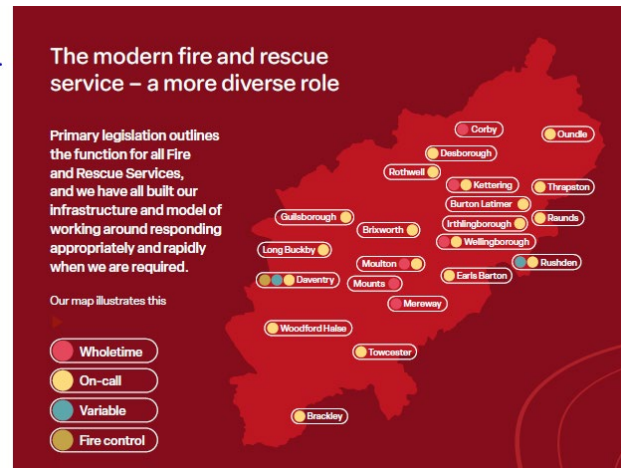 The modern fire and rescue
service – a more diverse role
Primary legislation outlines
the function for all Fire
and Rescue Services,
and we have all built our
infrastructure and model of
working around responding
appropriately and rapidly
when we are required.
Our map illustrates this
Wholetime
On-call
Variable
Fire control
Corby
Oundle
Desborough
Rothwell
Kettering
Thrapston
Burton Latimer
Guilsborough
Irthlingborough
Raunds
Brixworth
Wellingborough
Long Buckby
Moulton
Rushden
Daventry
Mounts
Earls Barton
Mereway
Woodford Halse
Towcester
Brackley